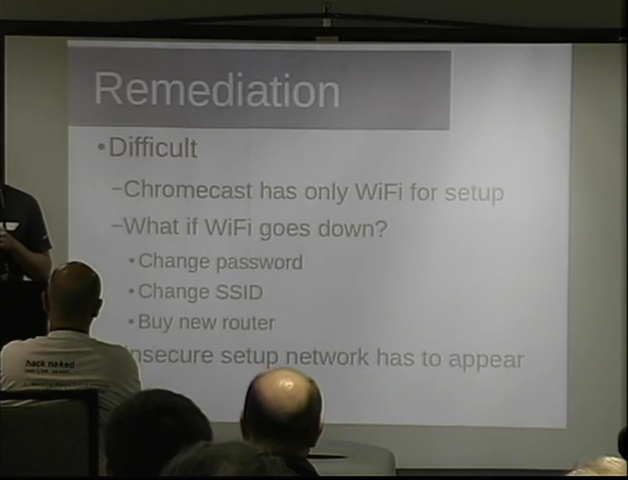 Remediation
•Difficult
–Chromecast has only WiFi for setup
–What if WiFi goes down?
•Change password
•Change SSID
•Buy new router
nsecure setup network has to appear
hack naked